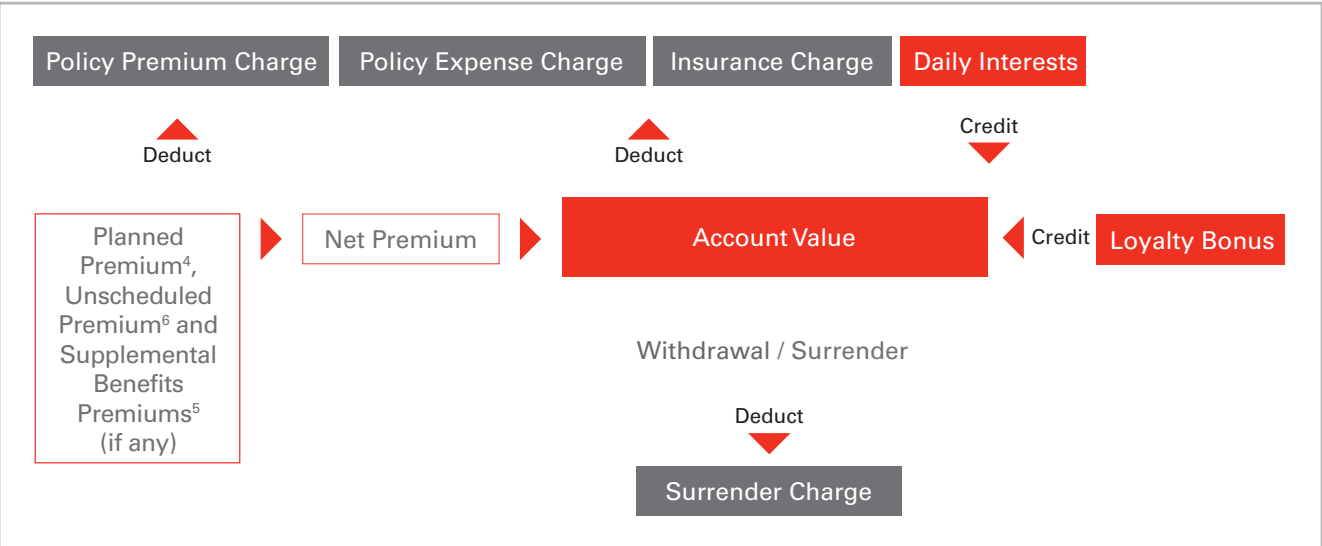 Policy Premium Charge
Policy Expense Charge
Insurance Charge
Daily Interests
Deduct
Deduct
Credit
Planned
Premium⁴,
Unscheduled
Premium⁶ and
Supplemental
Benefits
Premiums⁵
(if any)
Net Premium
Account Value
Credit
Loyalty Bonus
Withdrawal / Surrender
Deduct
Surrender Charge